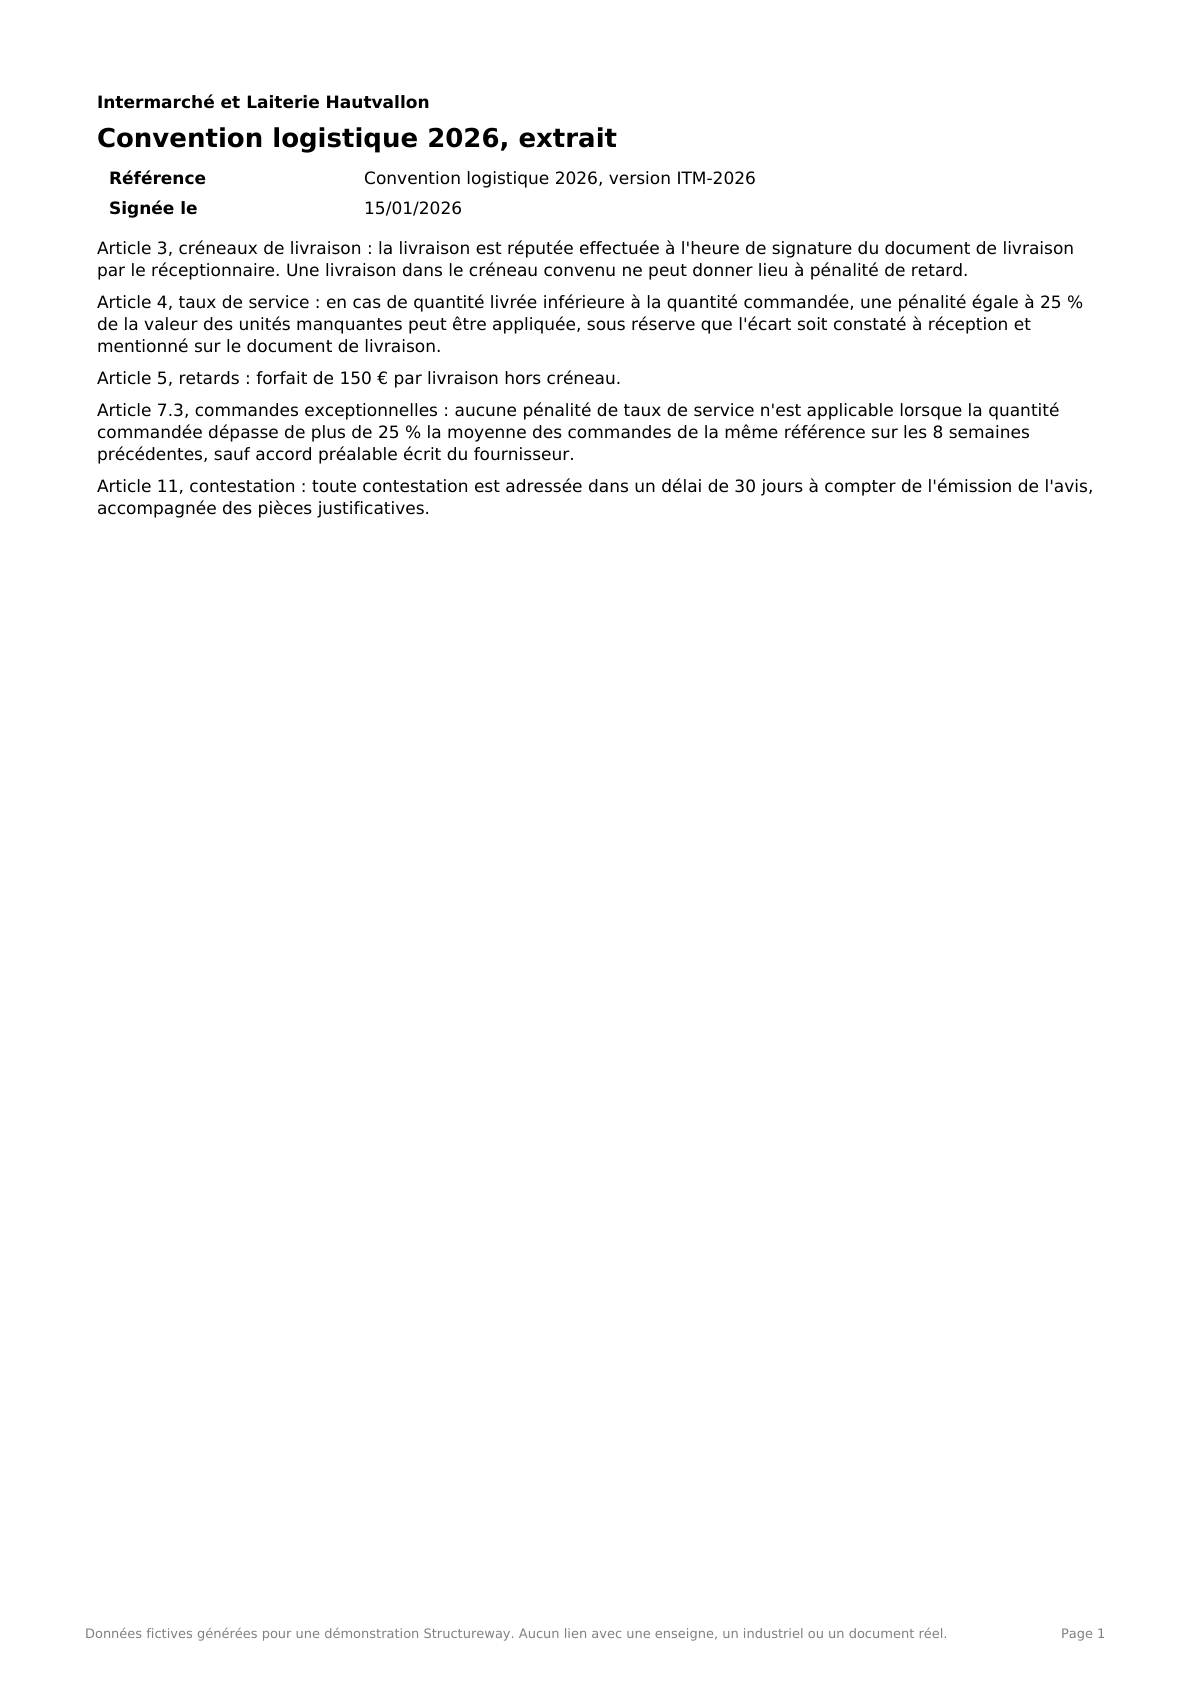 Intermarché et Laiterie Hautvallon
Convention logistique 2026, extrait
Référence Convention logistique 2026, version ITM-2026
Signée le 15/01/2026
Article 3, créneaux de livraison : la livraison est réputée effectuée à l'heure de signature du document de livraison
par le réceptionnaire. Une livraison dans le créneau convenu ne peut donner lieu à pénalité de retard.
Article 4, taux de service : en cas de quantité livrée inférieure à la quantité commandée, une pénalité égale à 25 %
de la valeur des unités manquantes peut être appliquée, sous réserve que l'écart soit constaté à réception et
mentionné sur le document de livraison.
Article 5, retards : forfait de 150 € par livraison hors créneau.
Article 7.3, commandes exceptionnelles : aucune pénalité de taux de service n'est applicable lorsque la quantité
commandée dépasse de plus de 25 % la moyenne des commandes de la même référence sur les 8 semaines
précédentes, sauf accord préalable écrit du fournisseur.
Article 11, contestation : toute contestation est adressée dans un délai de 30 jours à compter de l'émission de l'avis,
accompagnée des pièces justificatives.
Données fictives générées pour une démonstration Structureway. Aucun lien avec une enseigne, un industriel ou un document réel. Page 1